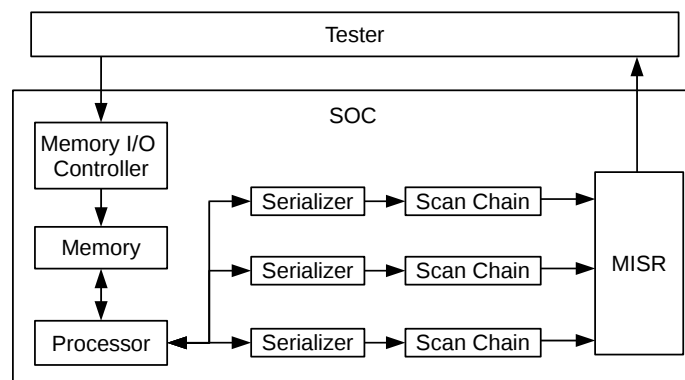 Tester
SOC
Memory I/O
Controller
Memory
Processor
Serializer
Scan Chain
Serializer
Scan Chain
Serializer
Scan Chain
MISR